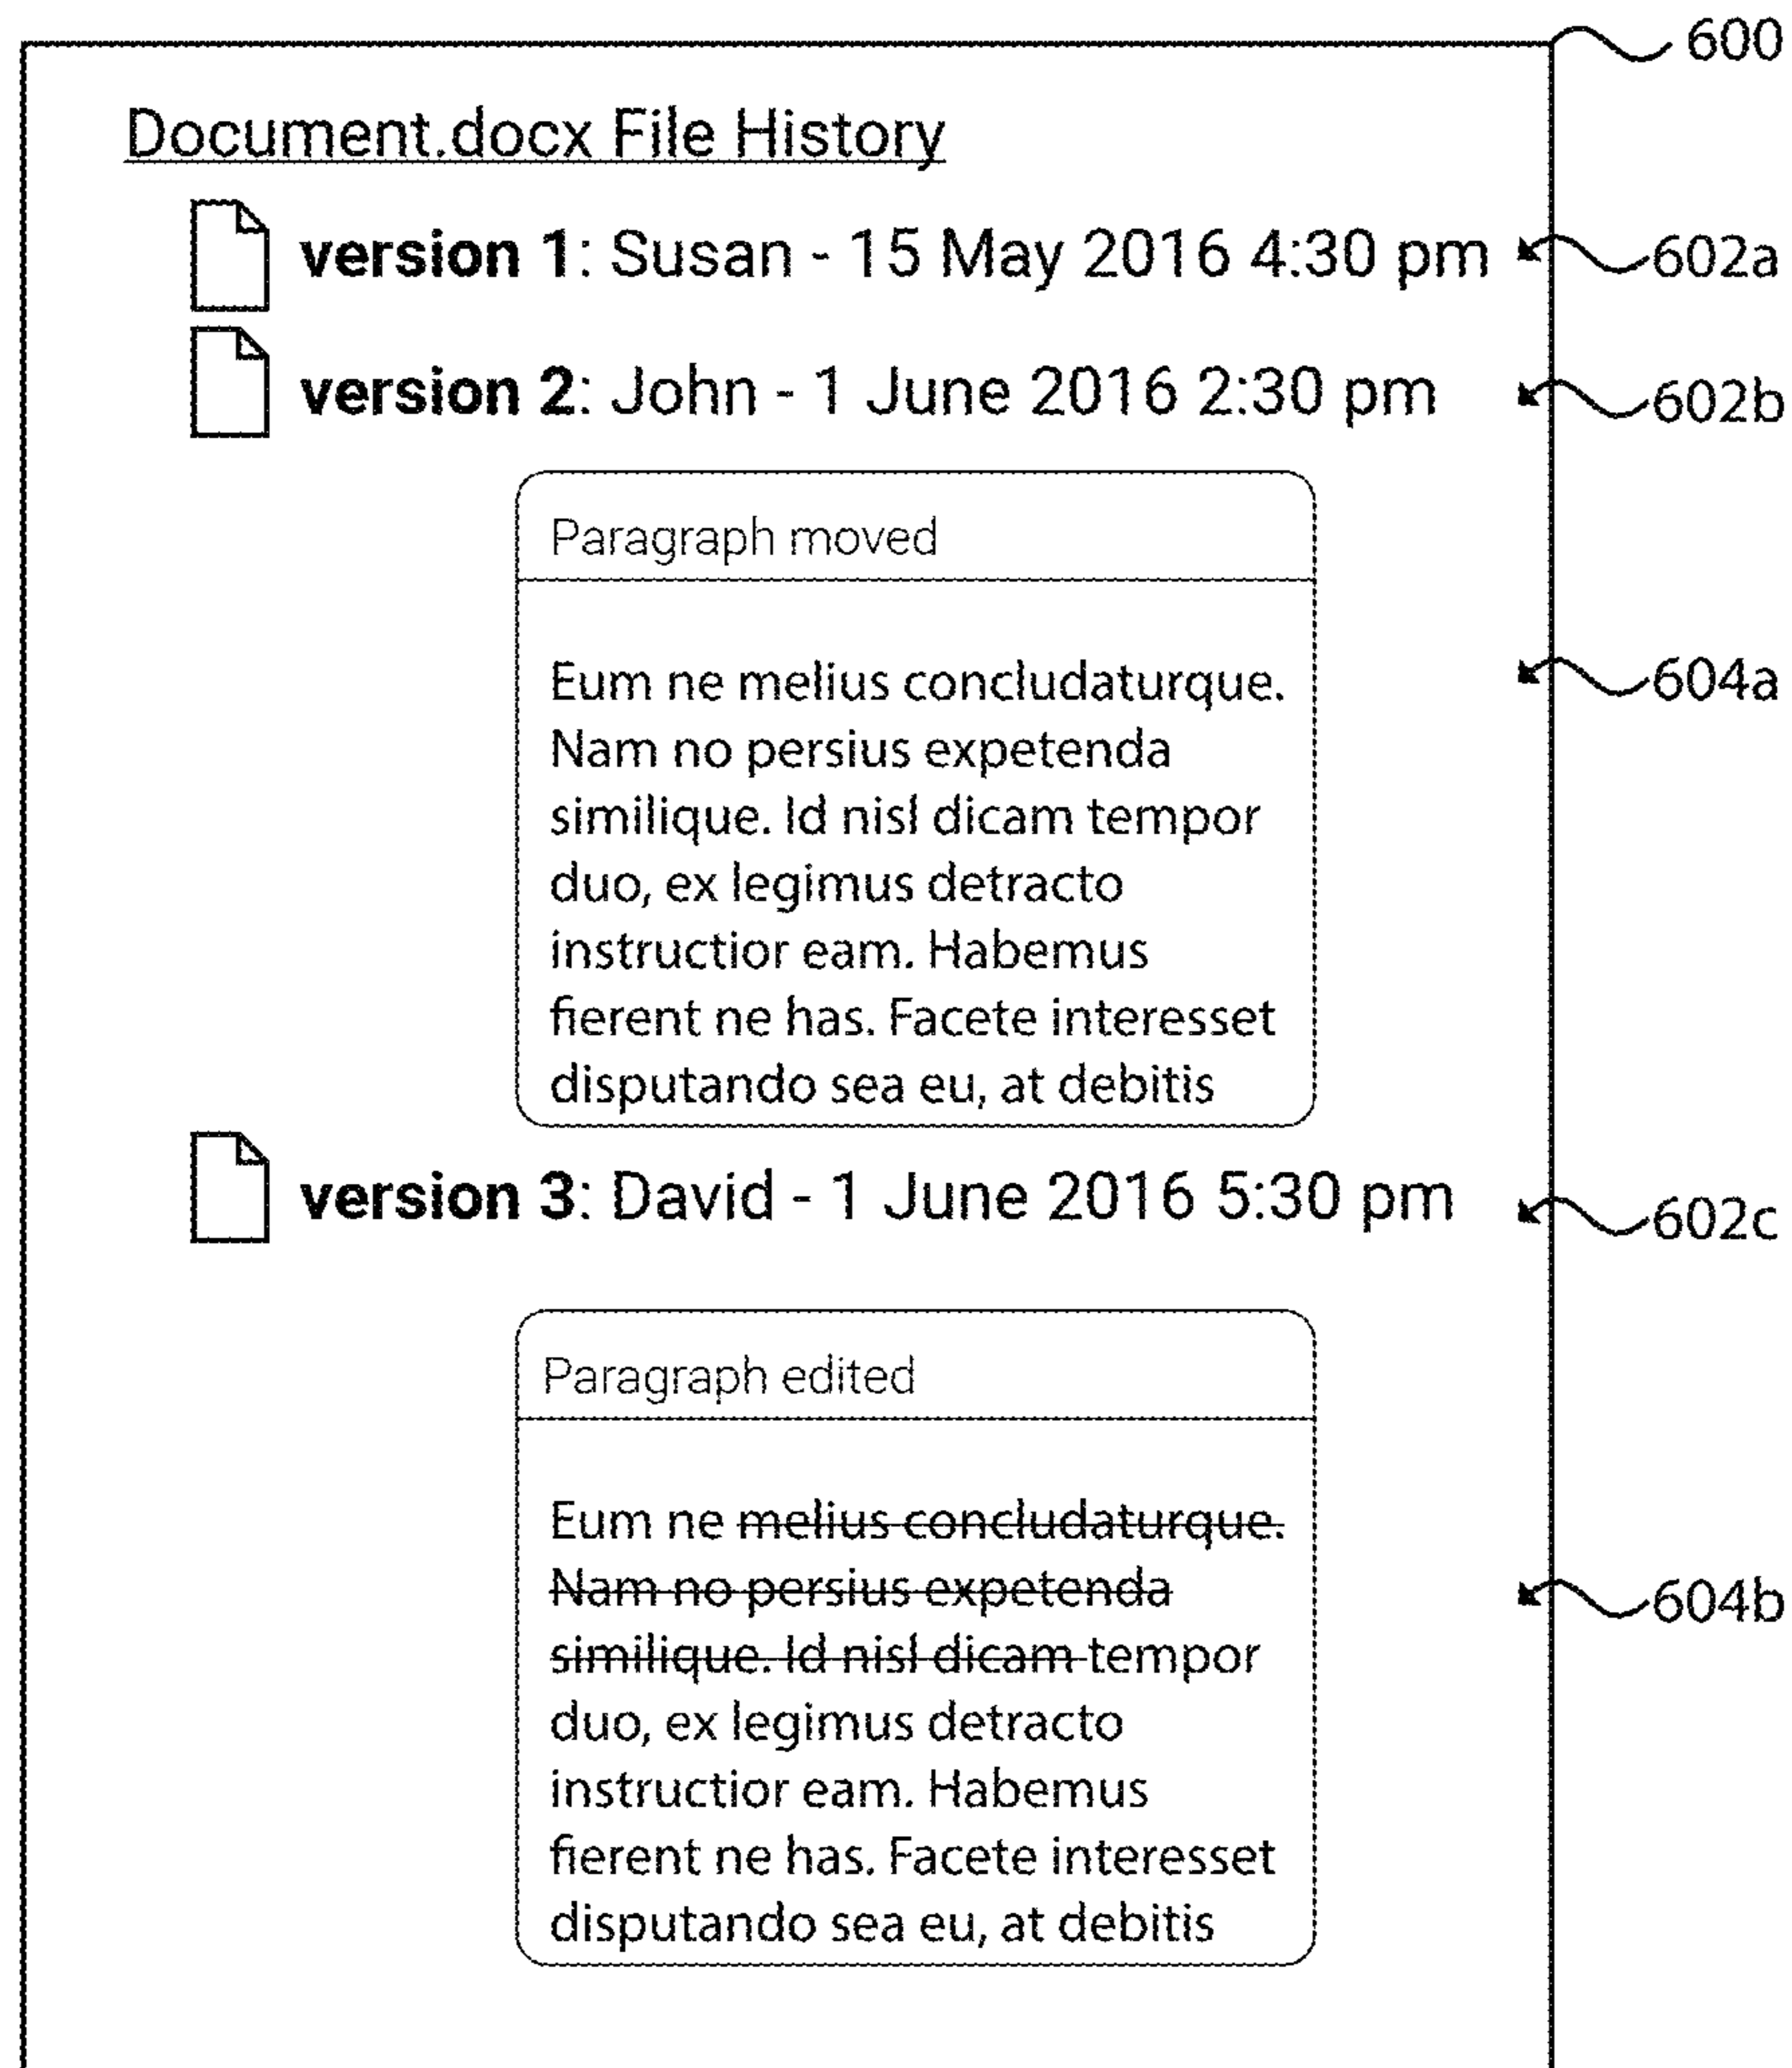 600
Document.docx File History
version 1: Susan - 15 May 2016 4:30 pm 602a
version 2: John - 1 June 2016 2:30 pm 602b
Paragraph moved
Eum ne melius concludaturque. 604a
Nam no persius expetenda
similique. Id nisl dicam tempor
duo, ex legimus detracto
instructior eam. Habemus
fierent ne has. Facete interesset
disputando sea eu, at debitis
version 3: David - 1 June 2016 5:30 pm 602c
Paragraph edited
Eum ne melius concludaturque.
Nam no persius expetenda 604b
similique. Id nisl dicam tempor
duo, ex legimus detracto
instructior eam. Habemus
fierent ne has. Facete interesset
disputando sea eu, at debitis